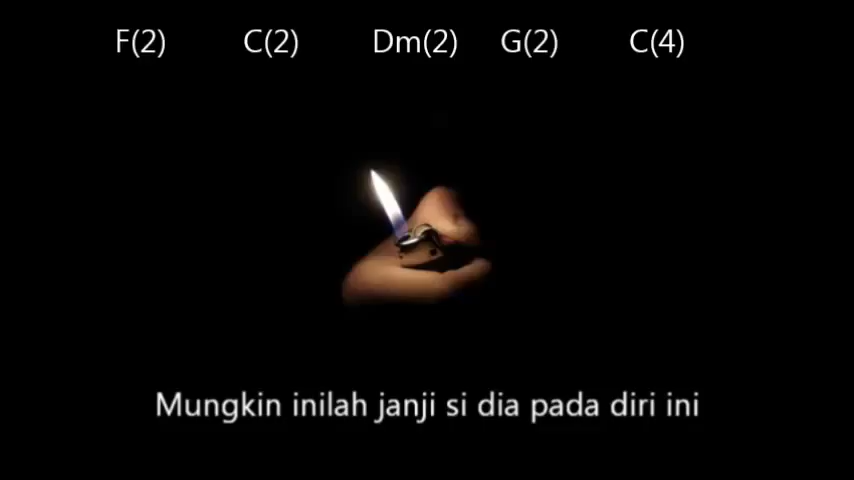 F(2) C(2) Dm(2) G(2) C(4)
Mungkin inilah janji si dia pada diri ini